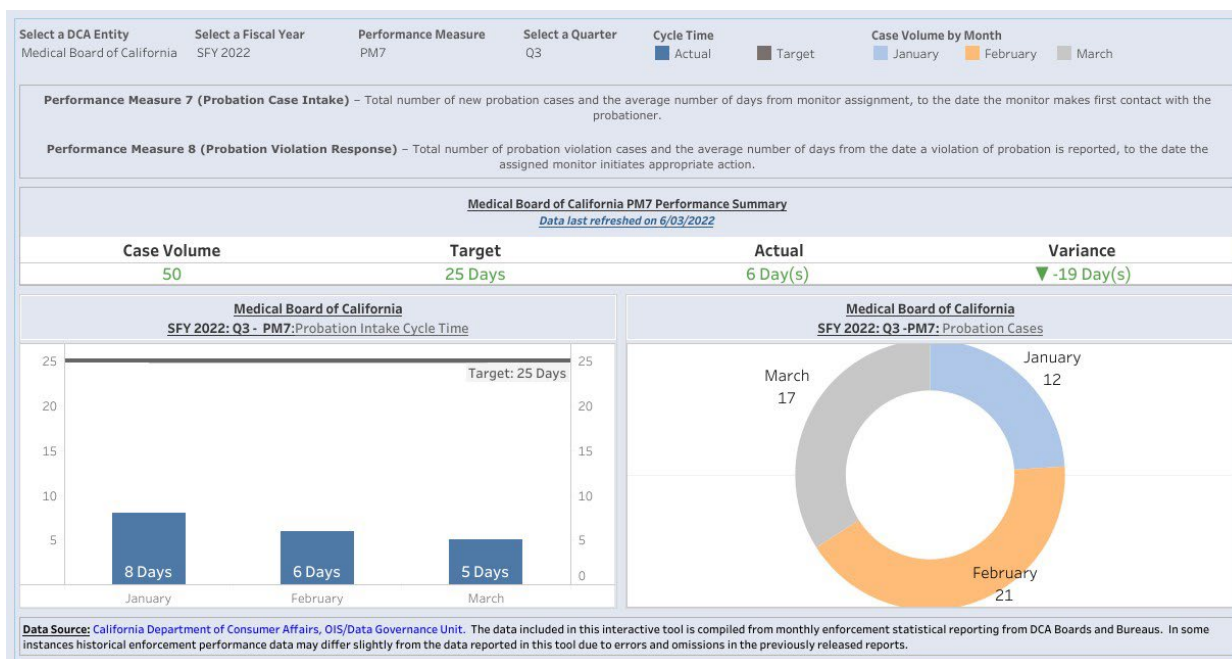 Select a DCA Entity
Medical Board of California
Select a Fiscal Year
SFY 2022
Performance Measure
PM7
Select a Quarter
Q3
Cycle Time
Actual
Target
Case Volume by Month
January
February
March
Performance Measure 7 (Probation Case Intake) – Total number of new probation cases and the average number of days from monitor assignment, to the date the monitor makes first contact with the
probationer.
Performance Measure 8 (Probation Violation Response) – Total number of probation violation cases and the average number of days from the date a violation of probation is reported, to the date the
assigned monitor initiates appropriate action.
Medical Board of California PM7 Performance Summary
Data last refreshed on 6/03/2022
Case Volume
Target
Actual
Variance
50
25 Days
6 Day(s)
▼ -19 Day(s)
Medical Board of California
SFY 2022: Q3 - PM7:Probation Intake Cycle Time
25
20
15
10
5
Target: 25 Days
25
20
15
10
5
0
8 Days
6 Days
5 Days
January
February
March
Medical Board of California
SFY 2022: Q3 -PM7: Probation Cases
January
12
March
17
February
21
Data Source: California Department of Consumer Affairs, OIS/Data Governance Unit. The data included in this interactive tool is compiled from monthly enforcement statistical reporting from DCA Boards and Bureaus. In some
instances historical enforcement performance data may differ slightly from the data reported in this tool due to errors and omissions in the previously released reports.